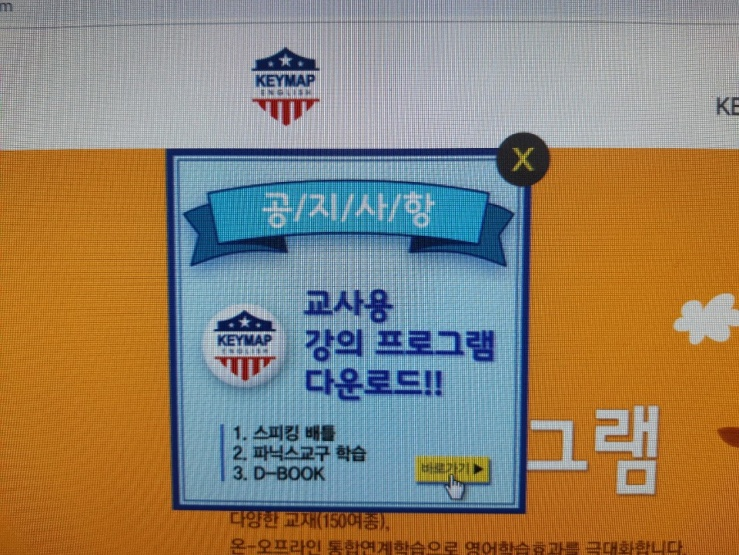 m
KEYMAP
ENGLISH
KE
X
공/지/사/항
교사용
강의 프로그램
다운로드!!
KEYMAP
ENGLISH
1. 스피킹 배틀
2. 파닉스교구 학습
3. D-BOOK
바로가기 ▶
그램
다양한 교재(150여종),
온-오프라인 통합연계학습으로 영어학습효과를 극대화합니다